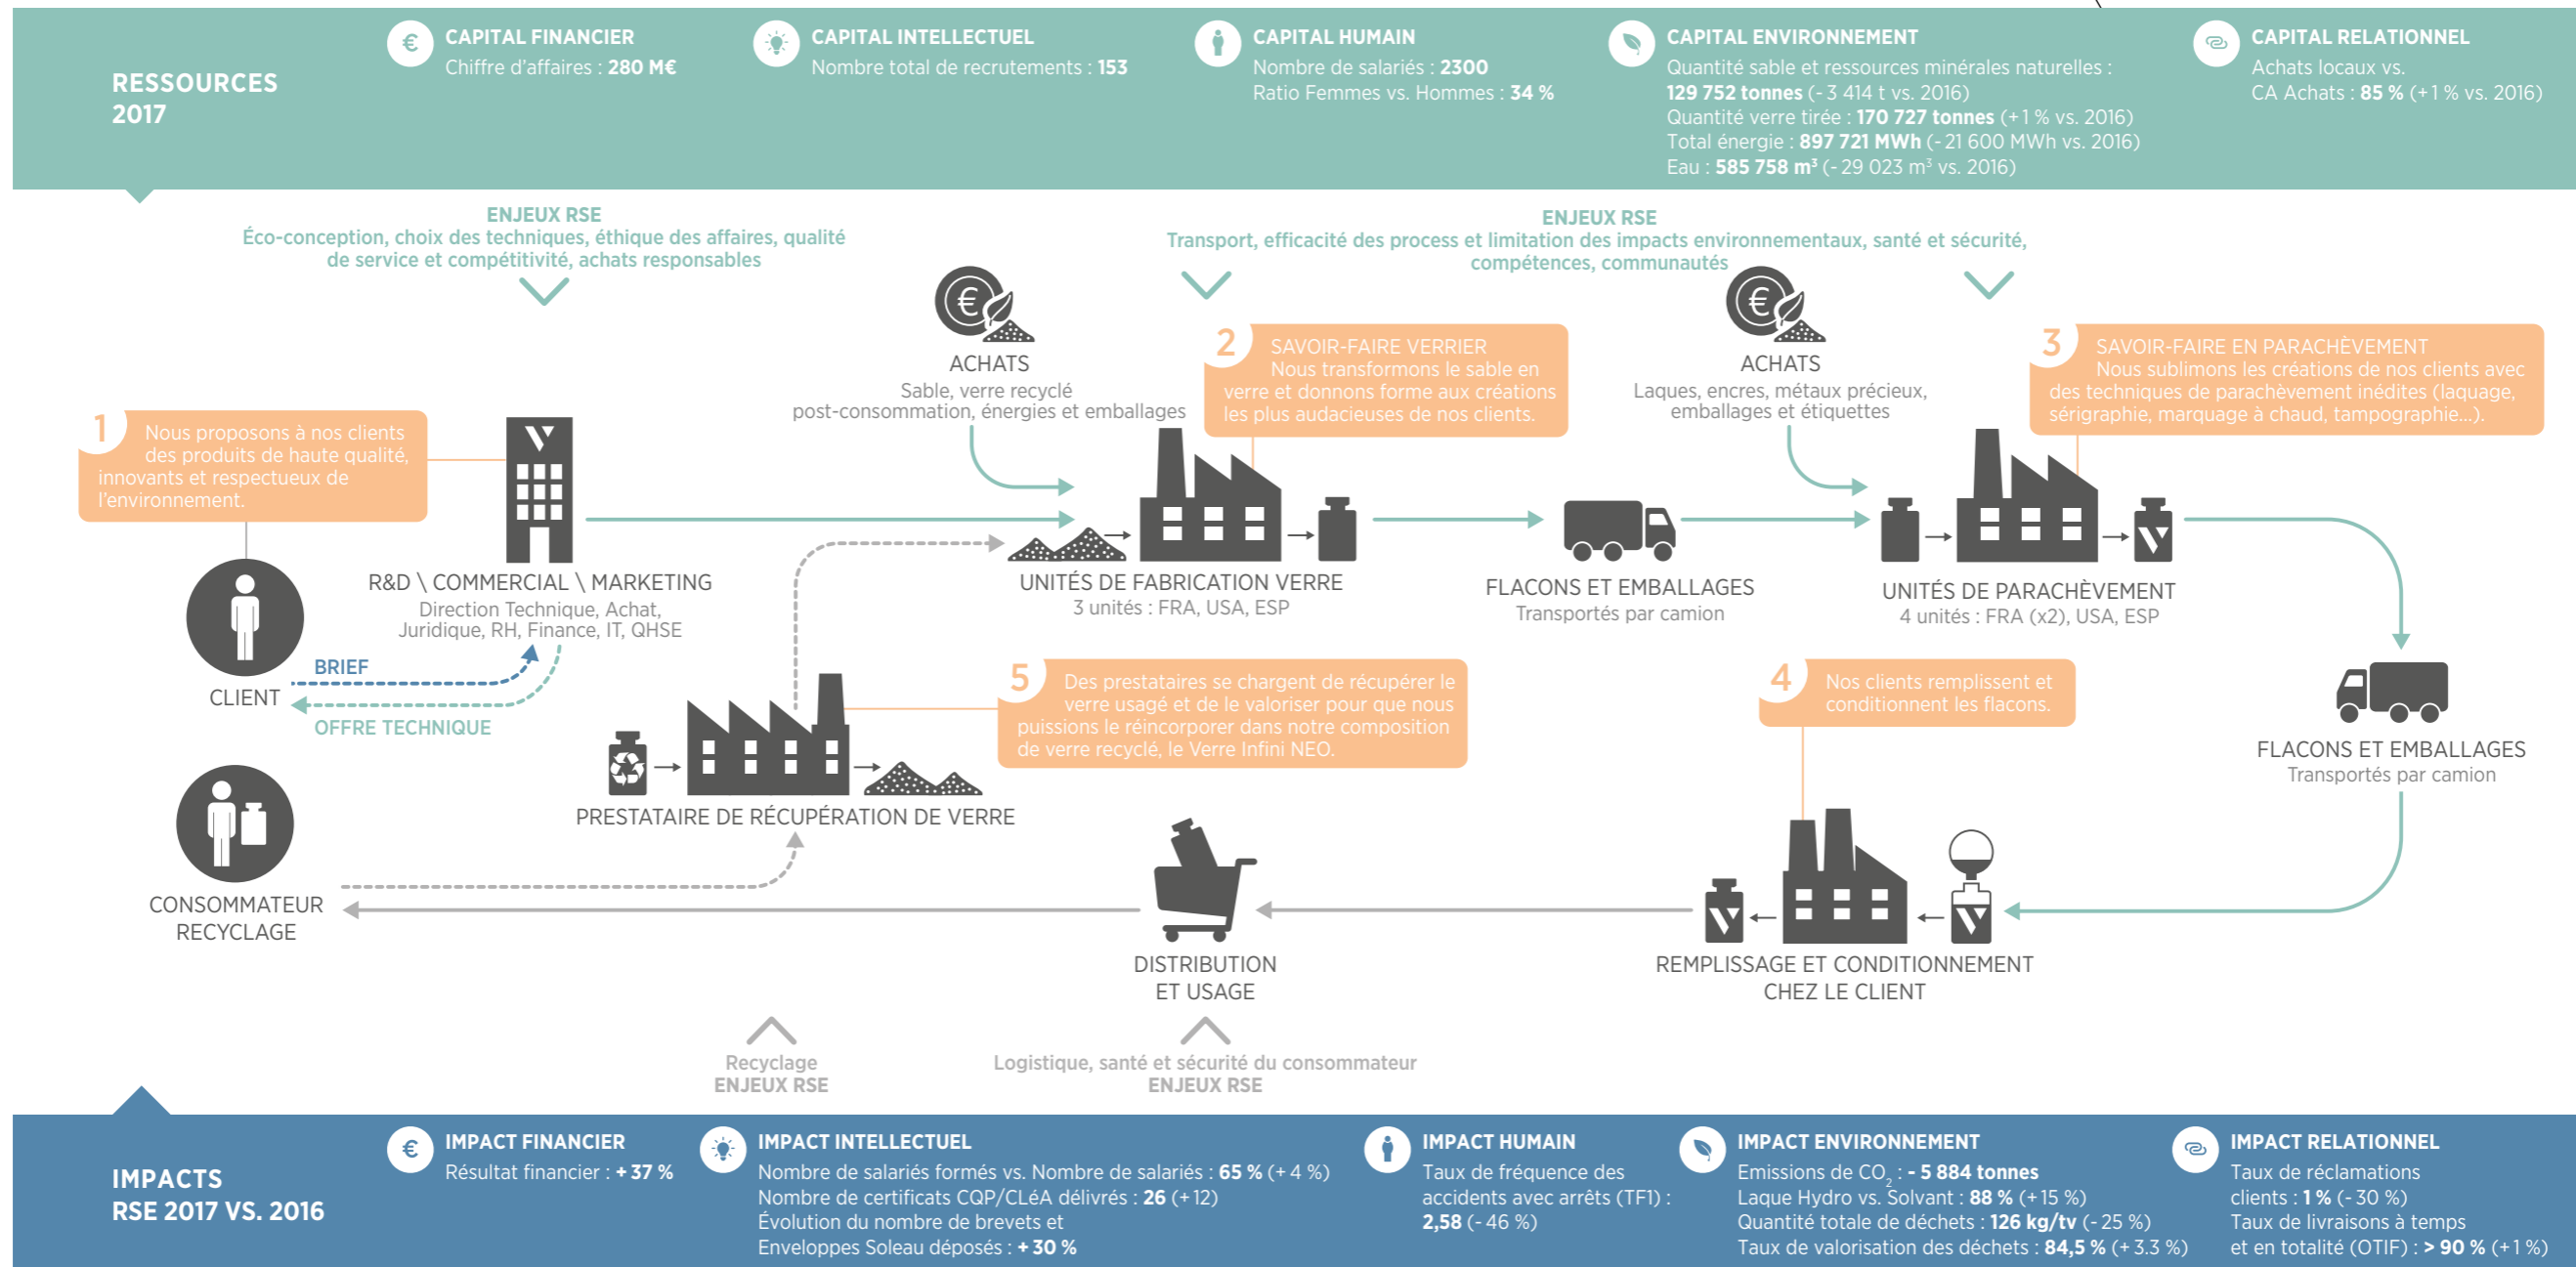 RESSOURCES
2017
CAPITAL FINANCIER
Chiffre d'affaires : 280 M€
CAPITAL INTELLECTUEL
Nombre total de recrutements : 153
CAPITAL HUMAIN
Nombre de salariés : 2300
Ratio Femmes vs. Hommes : 34 %
CAPITAL ENVIRONNEMENT
Quantité sable et ressources minérales naturelles :
129 752 tonnes (- 3 414 t vs. 2016)
Quantité verre tirée : 170 727 tonnes (+ 1 % vs. 2016)
Total énergie : 897 721 MWh (- 21 600 MWh vs. 2016)
Eau : 585 758 m³ (- 29 023 m³ vs. 2016)
CAPITAL RELATIONNEL
Achats locaux vs.
CA Achats : 85 % (+ 1 % vs. 2016)
ENJEUX RSE
Éco-conception, choix des techniques, éthique des affaires, qualité
de service et compétitivité, achats responsables
ENJEUX RSE
Transport, efficacité des process et limitation des impacts environnementaux, santé et sécurité,
compétences, communautés
1
Nous proposons à nos clients
des produits de haute qualité,
innovants et respectueux de
l'environnement.
ACHATS
Sable, verre recyclé
post-consommation, énergies et emballages
2
SAVOIR-FAIRE VERRIER
Nous transformons le sable en
verre et donnons forme aux créations
les plus audacieuses de nos clients.
ACHATS
Laques, encres, métaux précieux,
emballages et étiquettes
3
SAVOIR-FAIRE EN PARACHÈVEMENT
Nous sublimons les créations de nos clients avec
des techniques de parachèvement inédites (laquage,
sérigraphie, marquage à chaud, tampographie...).
R&D \ COMMERCIAL \ MARKETING
Direction Technique, Achat,
Juridique, RH, Finance, IT, QHSE
UNITÉS DE FABRICATION VERRE
3 unités : FRA, USA, ESP
FLACONS ET EMBALLAGES
Transportés par camion
UNITÉS DE PARACHÈVEMENT
4 unités : FRA (x2), USA, ESP
BRIEF
CLIENT
OFFRE TECHNIQUE
5
Des prestataires se chargent de récupérer le
verre usagé et de le valoriser pour que nous
puissions le réincorporer dans notre composition
de verre recyclé, le Verre Infini NEO.
4
Nos clients remplissent et
conditionnent les flacons.
FLACONS ET EMBALLAGES
Transportés par camion
PRESTATAIRE DE RÉCUPÉRATION DE VERRE
CONSOMMATEUR
RECYCLAGE
DISTRIBUTION
ET USAGE
REMPLISSAGE ET CONDITIONNEMENT
CHEZ LE CLIENT
Recyclage
ENJEUX RSE
Logistique, santé et sécurité du consommateur
ENJEUX RSE
IMPACTS
RSE 2017 VS. 2016
IMPACT FINANCIER
Résultat financier : + 37 %
IMPACT INTELLECTUEL
Nombre de salariés formés vs. Nombre de salariés : 65 % (+ 4 %)
Nombre de certificats CQP/CLéA délivrés : 26 (+ 12)
Évolution du nombre de brevets et
Enveloppes Soleau déposés : + 30 %
IMPACT HUMAIN
Taux de fréquence des
accidents avec arrêts (TF1) :
2,58 (- 46 %)
IMPACT ENVIRONNEMENT
Emissions de CO₂ : - 5 884 tonnes
Laque Hydro vs. Solvant : 88 % (+ 15 %)
Quantité totale de déchets : 126 kg/tv (- 25 %)
Taux de valorisation des déchets : 84,5 % (+ 3.3 %)
IMPACT RELATIONNEL
Taux de réclamations
clients : 1 % (- 30 %)
Taux de livraisons à temps
et en totalité (OTIF) : > 90 % (+ 1 %)